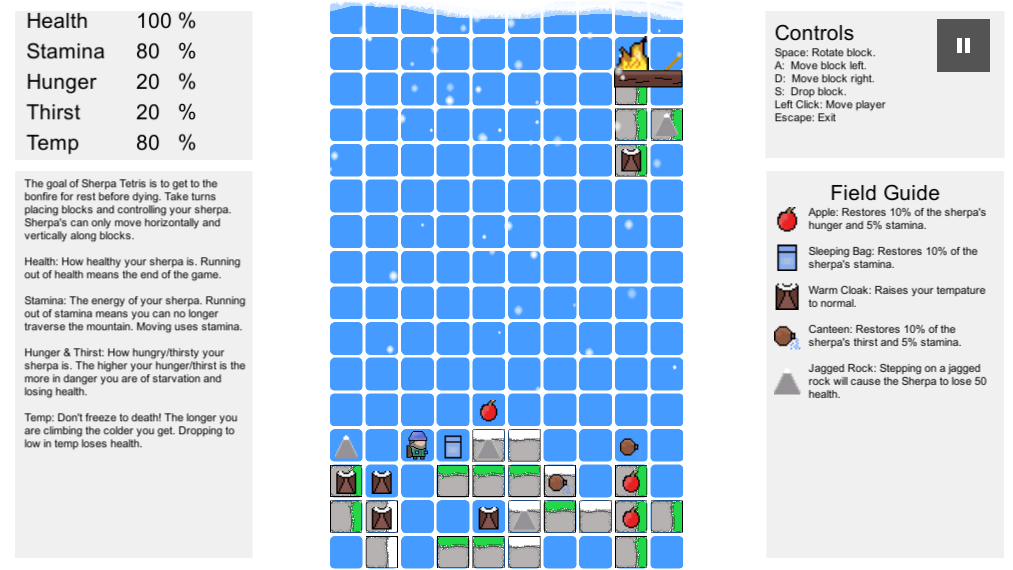 Health 100 %
Stamina 80 %
Hunger 20 %
Thirst 20 %
Temp 80 %
The goal of Sherpa Tetris is to get to the
bonfire for rest before dying. Take turns
placing blocks and controlling your sherpa.
Sherpa's can only move horizontally and
vertically along blocks.
Health: How healthy your sherpa is. Running
out of health means the end of the game.
Stamina: The energy of your sherpa. Running
out of stamina means you can no longer
traverse the mountain. Moving uses stamina.
Hunger & Thirst: How hungry/thirsty your
sherpa is. The higher your hunger/thirst is the
more in danger you are of starvation and
losing health.
Temp: Don't freeze to death! The longer you
are climbing the colder you get. Dropping to
low in temp loses health.
Controls
Space: Rotate block.
A: Move block left.
D: Move block right.
S: Drop block.
Left Click: Move player
Escape: Exit
Field Guide
Apple: Restores 10% of the sherpa's
hunger and 5% stamina.
Sleeping Bag: Restores 10% of the
sherpa's stamina.
Warm Cloak: Raises your tempature
to normal.
Canteen: Restores 10% of the
sherpa's thirst and 5% stamina.
Jagged Rock: Stepping on a jagged
rock will cause the Sherpa to lose 50
health.